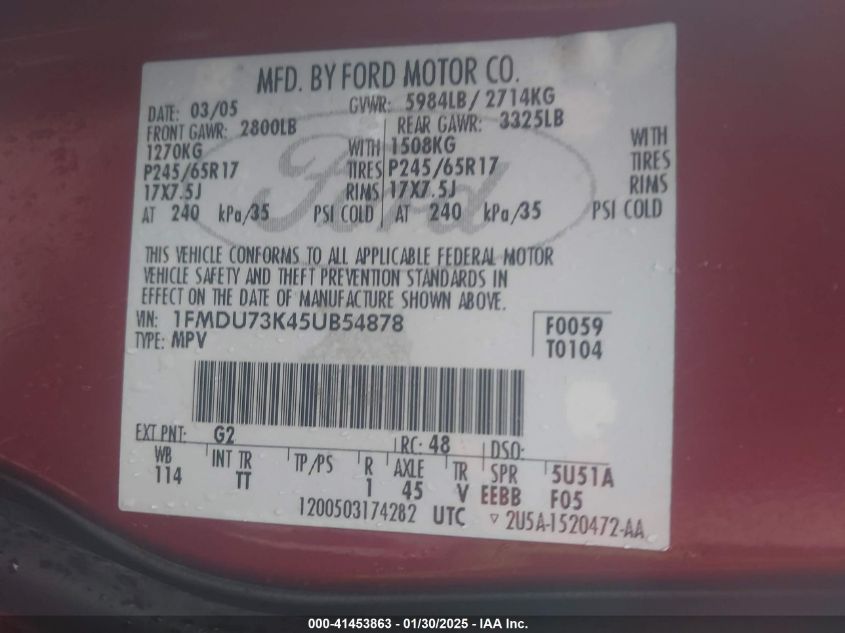 MFD. BY FORD MOTOR CO.
DATE: 03/05 GVWR: 5984LB / 2714KG
FRONT GAWR: 2800LB REAR GAWR: 3325LB
1270KG WITH 1508KG WITH
P245/65R17 TIRES P245/65R17 TIRES
17X7.5J RIMS 17X7.5J RIMS
AT 240 kPa/35 PSI COLD AT 240 kPa/35 PSI COLD
Ford
THIS VEHICLE CONFORMS TO ALL APPLICABLE FEDERAL MOTOR
VEHICLE SAFETY AND THEFT PREVENTION STANDARDS IN
EFFECT ON THE DATE OF MANUFACTURE SHOWN ABOVE.
VIN: 1FMDU73K45UB54878 F0059
TYPE: MPV T0104
EXT PNT: G2 RC: 48 DSO:
WB INT TR TP/PS R AXLE TR SPR 5U51A
114 TT 1 45 V EEBB F05
1200503174282 UTC ▽ 2U5A-1520472-AA
000-41453863 - 01/30/2025 - IAA Inc.